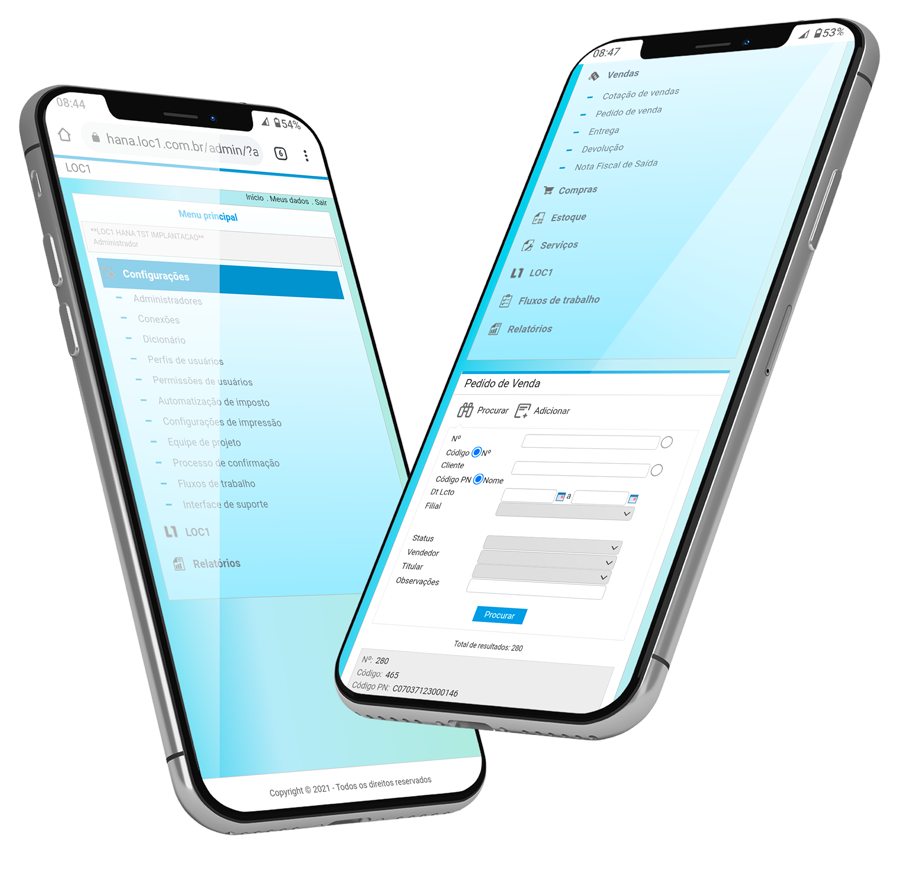 08:44
54%
hana.loc1.com.br/admin/?a
6
LOC1
Início . Meus dados . Sair
Menu principal
**LOC1 HANA TST IMPLANTACAO**
Administrador
Configurações
Administradores
Conexões
Dicionário
Perfis de usuários
Permissões de usuários
Automatização de imposto
Configurações de impressão
Equipe de projeto
Processo de confirmação
Fluxos de trabalho
Interface de suporte
LOC1
Relatórios
Copyright © 2021 - Todos os direitos reservados
08:47
53%
Vendas
Cotação de vendas
Pedido de venda
Entrega
Devolução
Nota Fiscal de Saída
Compras
Estoque
Serviços
LOC1
Fluxos de trabalho
Relatórios
Pedido de Venda
Procurar Adicionar
Nº
Código Nº
Cliente
Código PN Nome
Dt Lcto a
Filial
Status
Vendedor
Titular
Observações
Procurar
Total de resultados: 280
Nº: 280
Código: 465
Código PN: C07037123000146